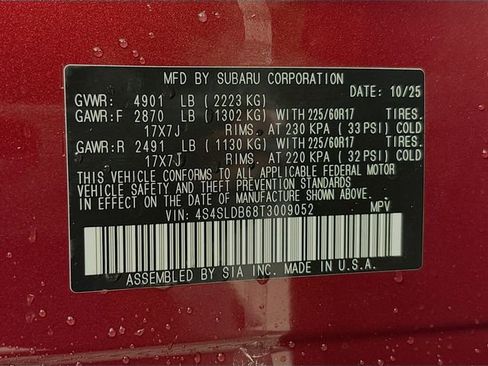 MFD BY SUBARU CORPORATION
DATE: 10/25
GVWR: 4901 LB (2223 KG)
GAWR:F 2870 LB (1302 KG) WITH 225/60R17 TIRES.
17X7J RIMS. AT 230 KPA (33 PSI) COLD
GAWR:R 2491 LB (1130 KG) WITH 225/60R17 TIRES.
17X7J RIMS. AT 220 KPA (32 PSI) COLD
THIS VEHICLE CONFORMS TO ALL APPLICABLE FEDERAL MOTOR
VEHICLE SAFETY AND THEFT PREVENTION STANDARDS
IN EFFECT ON THE DATE OF MANUFACTURE SHOWN ABOVE.
VIN: 4S4SLDB68T3009052 MPV
ASSEMBLED BY SIA INC. MADE IN U.S.A.